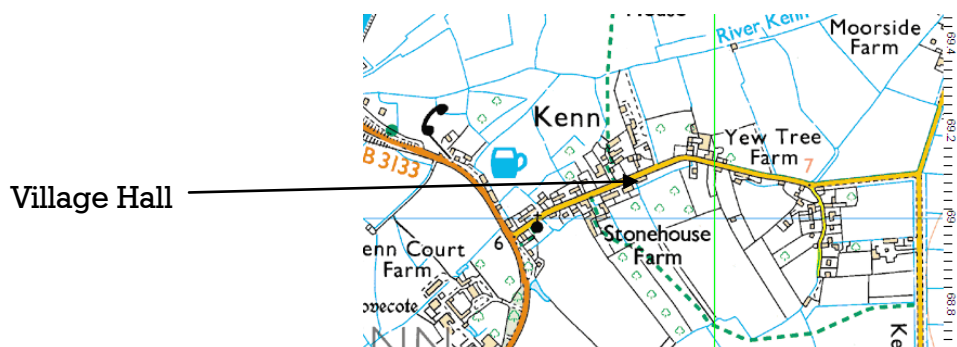 River Kenn
Moorside
Farm
69.4
Kenn
69.2
Yew Tree
Farm
7
B 3133
Village Hall
69
6
Stonehouse
Farm
enn Court
Farm
ovecote
68.8
Ke